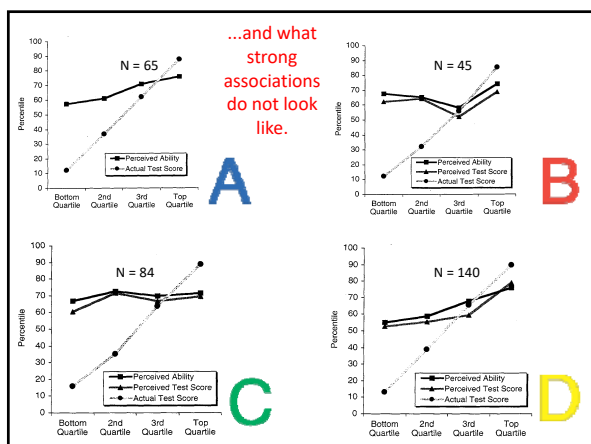 ...and what
strong
associations
do not look
like.
100
90
80
70
60
50
40
30
20
10
0
Percentile
N = 65
Perceived Ability
Actual Test Score
Bottom
Quartile
2nd
Quartile
3rd
Quartile
Top
Quartile
A
100
90
80
70
60
50
40
30
20
10
0
Percentile
N = 45
Perceived Ability
Perceived Test Score
Actual Test Score
Bottom
Quartile
2nd
Quartile
3rd
Quartile
Top
Quartile
B
100
90
80
70
60
50
40
30
20
10
0
Percentile
N = 84
Perceived Ability
Perceived Test Score
Actual Test Score
Bottom
Quartile
2nd
Quartile
3rd
Quartile
Top
Quartile
C
100
90
80
70
60
50
40
30
20
10
0
Percentile
N = 140
Perceived Ability
Perceived Test Score
Actual Test Score
Bottom
Quartile
2nd
Quartile
3rd
Quartile
Top
Quartile
D